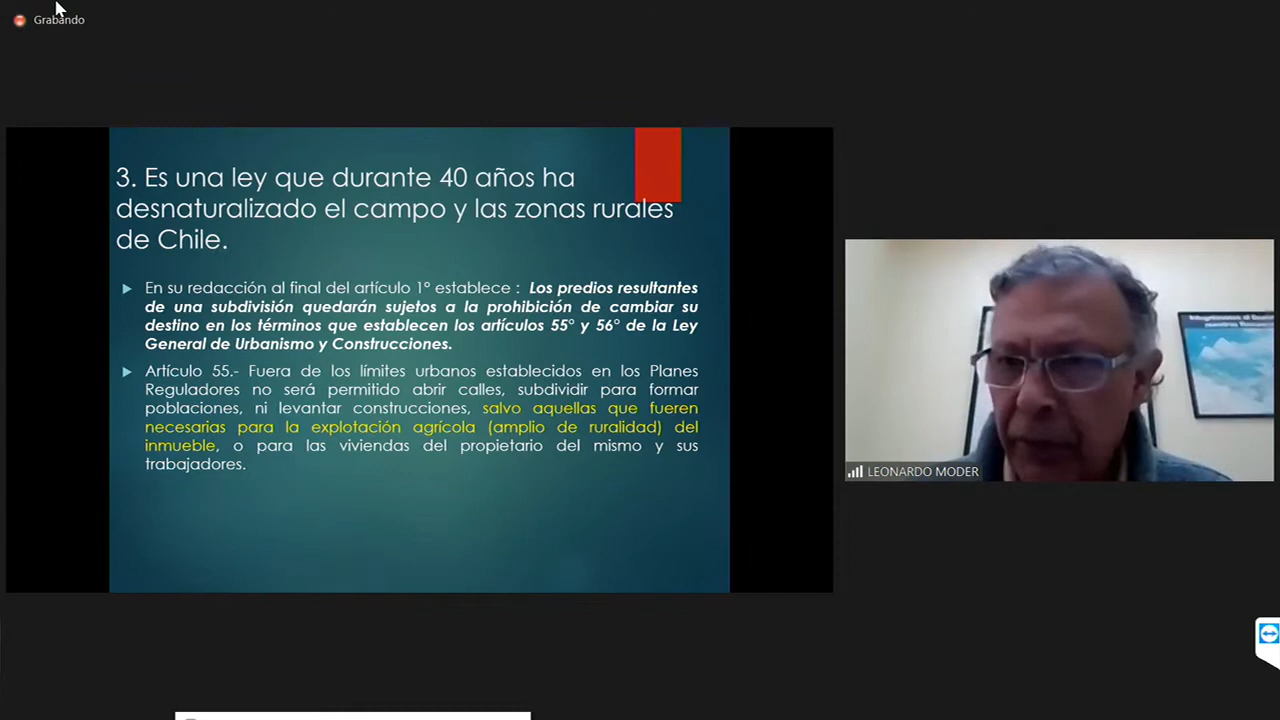 Grabando
3. Es una ley que durante 40 años ha
desnaturalizado el campo y las zonas rurales
de Chile.
En su redacción al final del artículo 1º establece : Los predios resultantes
de una subdivisión quedarán sujetos a la prohibición de cambiar su
destino en los términos que establecen los artículos 55° y 56° de la Ley
General de Urbanismo y Construcciones.
Artículo 55.- Fuera de los límites urbanos establecidos en los Planes
Reguladores no será permitido abrir calles, subdividir para formar
poblaciones, ni levantar construcciones, salvo aquellas que fueren
necesarias para la explotación agrícola (amplio de ruralidad) del
inmueble, o para las viviendas del propietario del mismo y sus
trabajadores.
LEONARDO MODER